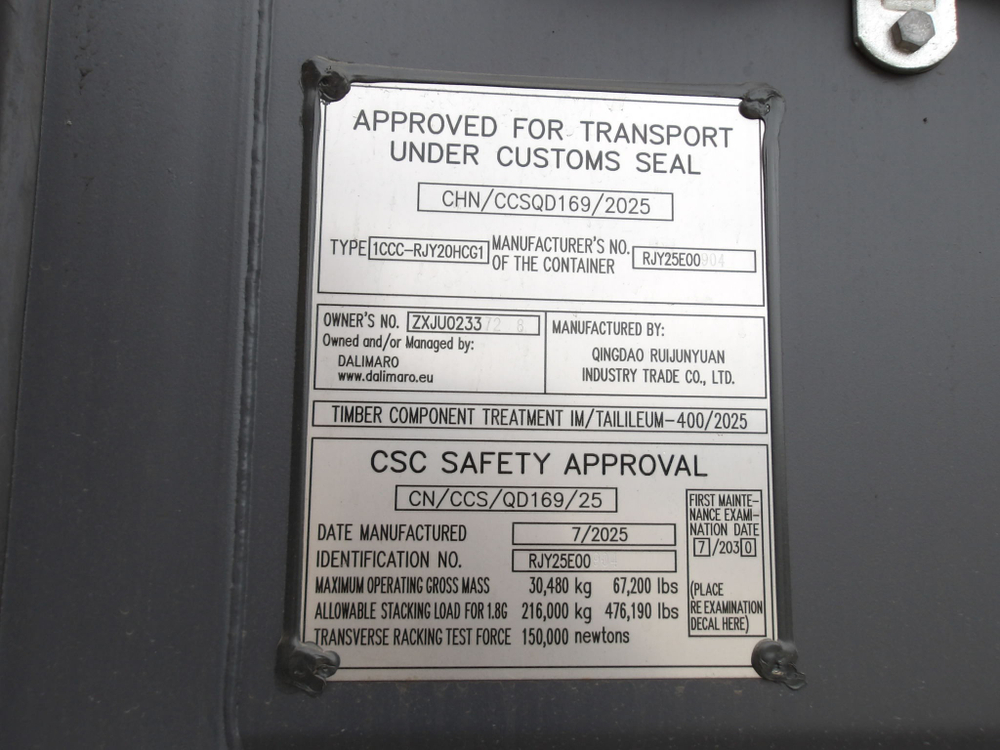 APPROVED FOR TRANSPORT
UNDER CUSTOMS SEAL
CHN/CCSQD169/2025
TYPE 1CCC-RJY20HCG1 MANUFACTURER'S NO. OF THE CONTAINER RJY25E00904
OWNER'S NO. ZXJU0233
Owned and/or Managed by:
DALIMARO
www.dalimaro.eu
MANUFACTURED BY:
QINGDAO RUIJUNYUAN
INDUSTRY TRADE CO., LTD.
TIMBER COMPONENT TREATMENT IM/TAILILEUM-400/2025
CSC SAFETY APPROVAL
CN/CCS/QD169/25
DATE MANUFACTURED 7/2025
IDENTIFICATION NO. RJY25E00
MAXIMUM OPERATING GROSS MASS 30,480 kg 67,200 lbs
ALLOWABLE STACKING LOAD FOR 1.8G 216,000 kg 476,190 lbs
TRANSVERSE RACKING TEST FORCE 150,000 newtons
FIRST MAINTE-
NANCE EXAMI-
NATION DATE
7/2030
(PLACE
RE EXAMINATION
DECAL HERE)